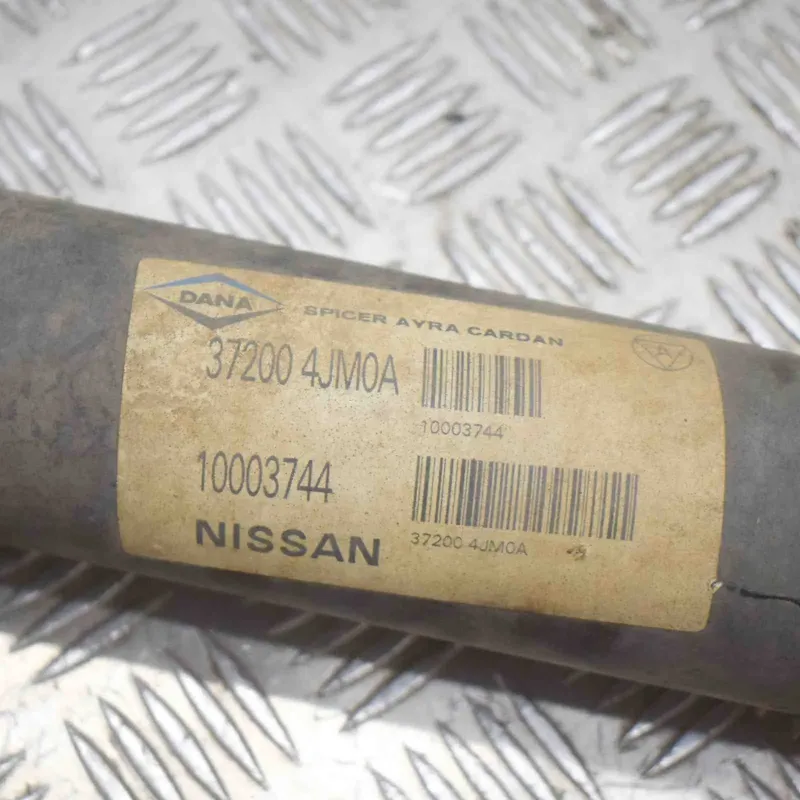 DANA
SPICER AYRA CARDAN
37200 4JM0A
10003744
10003744
37200 4JM0A
NISSAN